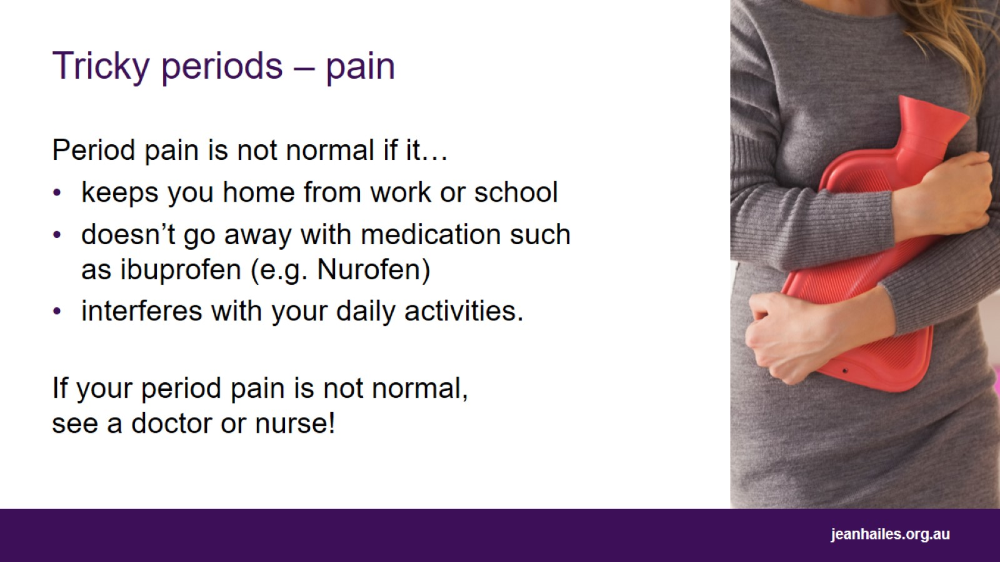 Tricky periods – pain
Period pain is not normal if it…
• keeps you home from work or school
• doesn’t go away with medication such
as ibuprofen (e.g. Nurofen)
• interferes with your daily activities.
If your period pain is not normal,
see a doctor or nurse!
jeanhailes.org.au